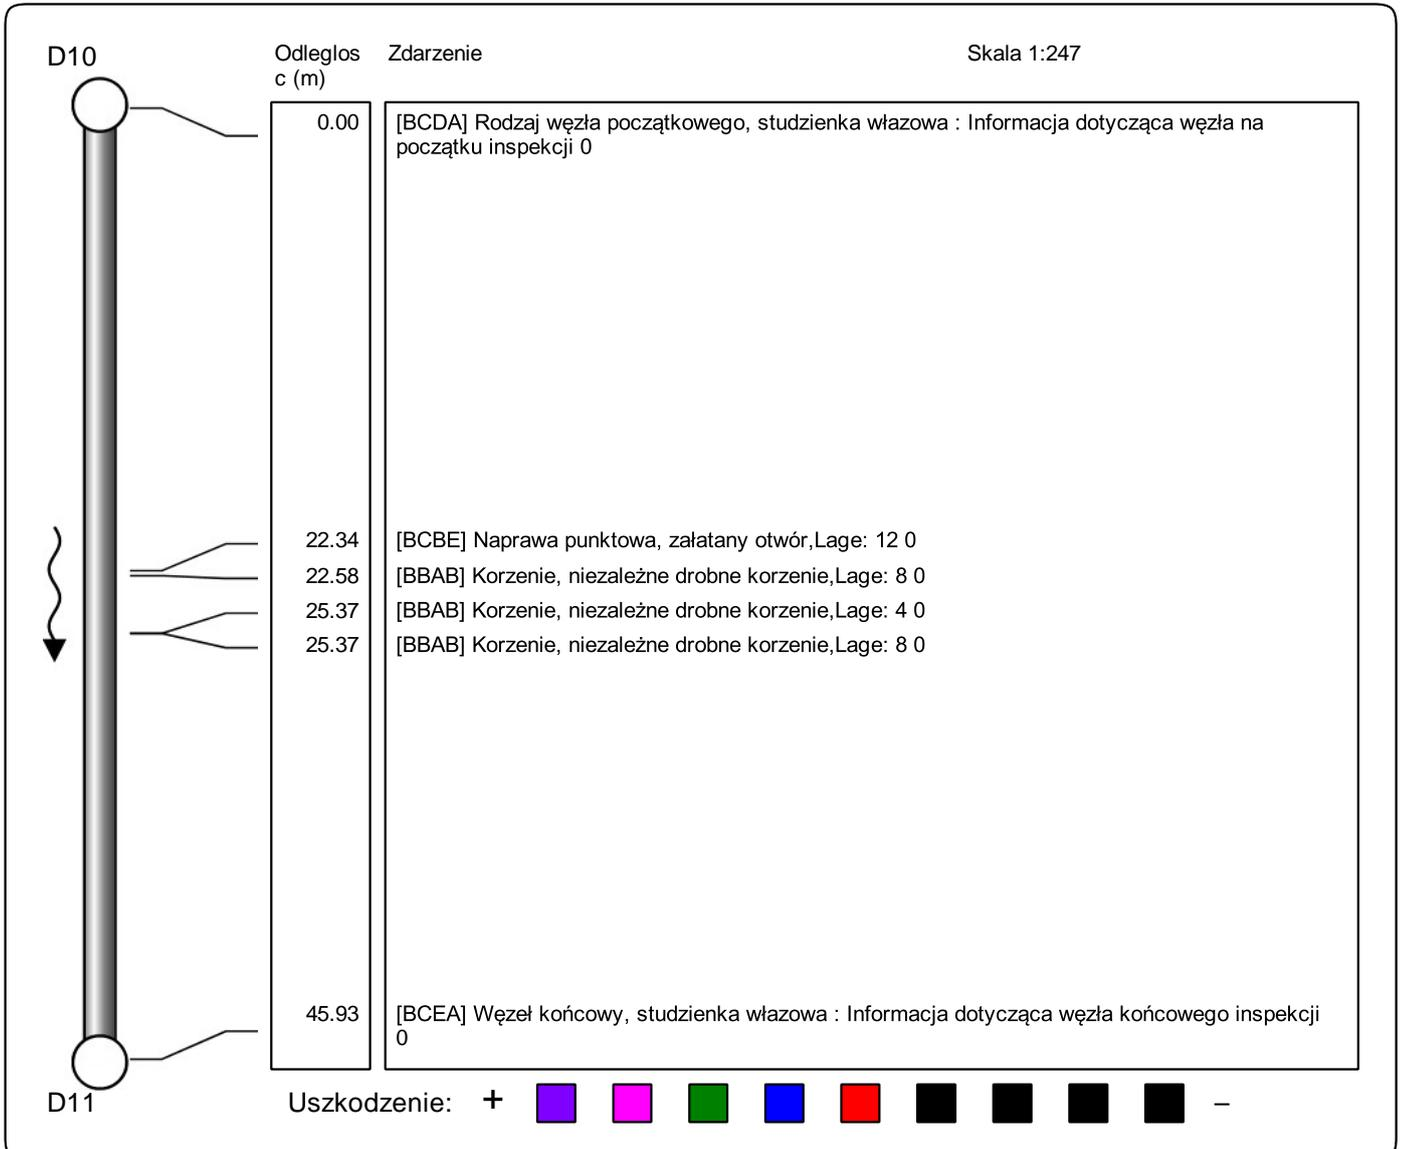 D10
Odleglos
c (m)
Zdarzenie
Skala 1:247
0.00 [BCDA] Rodzaj węzła początkowego, studzienka włazowa : Informacja dotycząca węzła na
początku inspekcji 0
22.34 [BCBE] Naprawa punktowa, załatany otwór,Lage: 12 0
22.58 [BBAB] Korzenie, niezależne drobne korzenie,Lage: 8 0
25.37 [BBAB] Korzenie, niezależne drobne korzenie,Lage: 4 0
25.37 [BBAB] Korzenie, niezależne drobne korzenie,Lage: 8 0
45.93 [BCEA] Węzeł końcowy, studzienka włazowa : Informacja dotycząca węzła końcowego inspekcji
0
D11
Uszkodzenie: + –